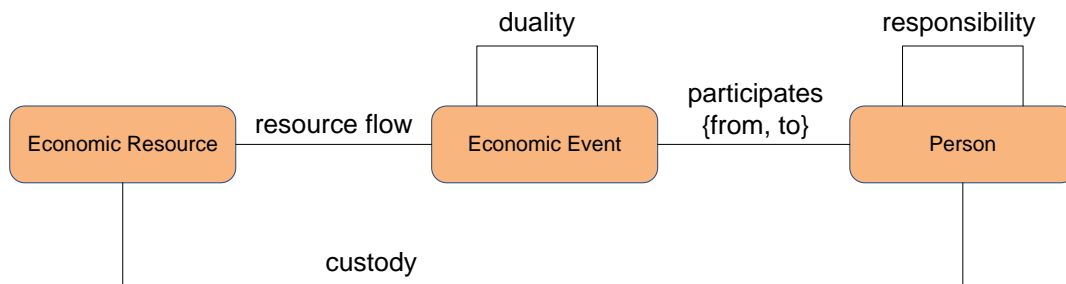 duality
responsibility
participates
{from, to}
resource flow
Economic Resource
Economic Event
Person
custody